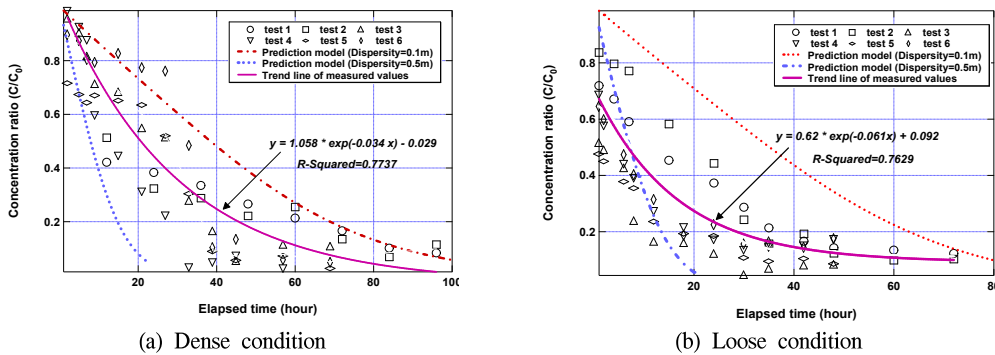 test 1 test 2 test 3
test 4 test 5 test 6
Prediction model (Dispersity=0.1m)
Prediction model (Dispersity=0.5m)
Trend line of measured values
Concentration ratio (C/C0)
0.8
0.6
0.4
0.2
y = 1.058 * exp(-0.034 x) - 0.029
R-Squared=0.7737
20 40 60 80 100
Elapsed time (hour)
(a) Dense condition
test 1 test 2 test 3
test 4 test 5 test 6
Prediction model (Dispersity=0.1m)
Prediction model (Dispersity=0.5m)
Trend line of measured values
Concentration ratio (C/C0)
0.8
0.6
0.4
0.2
y = 0.62 * exp(-0.061x) + 0.092
R-Squared=0.7629
20 40 60 80
Elapsed time (hour)
(b) Loose condition